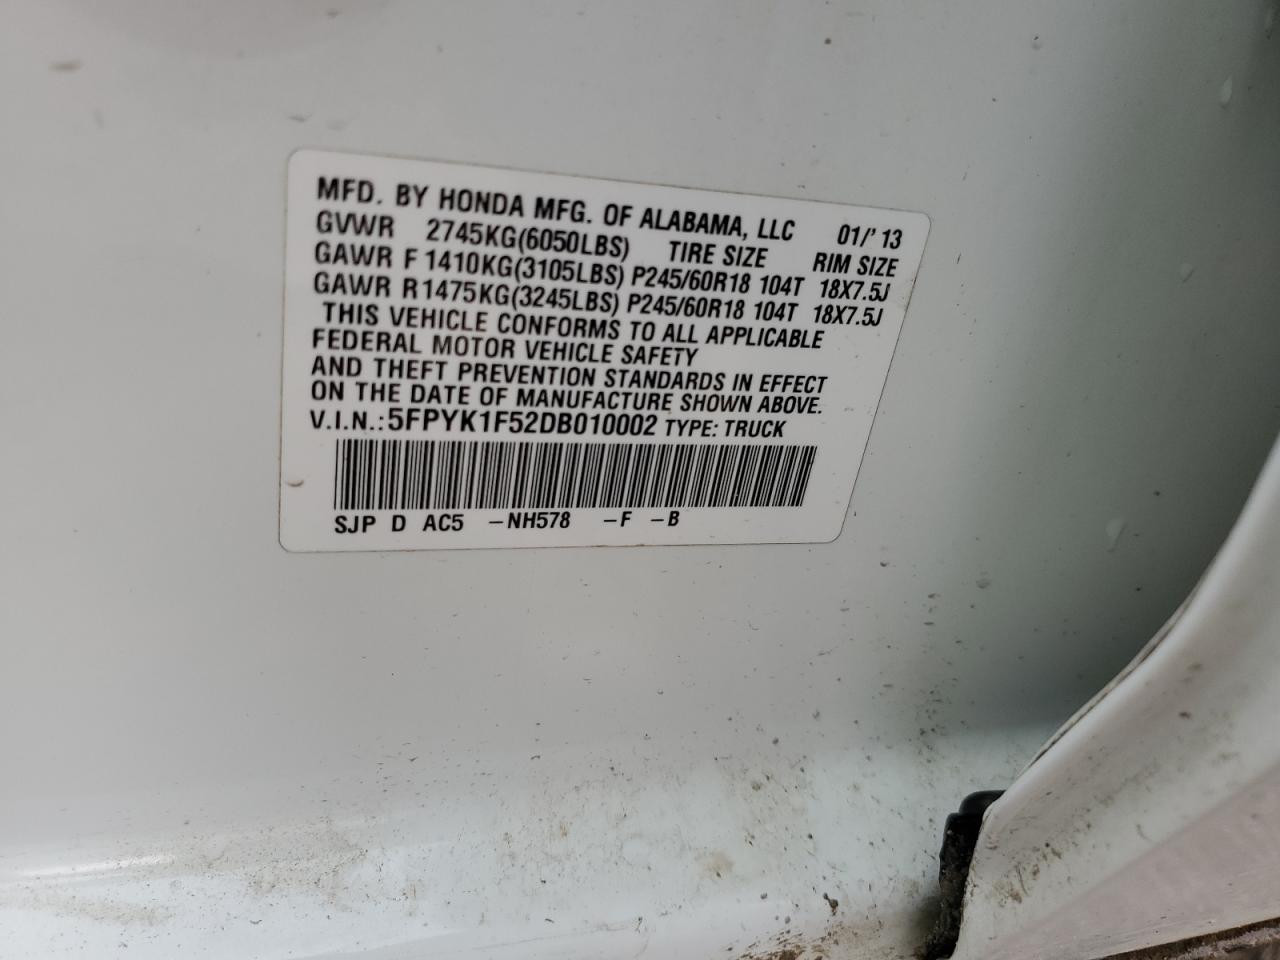 MFD. BY HONDA MFG. OF ALABAMA, LLC 01/'13
GVWR 2745KG(6050LBS) TIRE SIZE RIM SIZE
GAWR F 1410KG(3105LBS) P245/60R18 104T 18X7.5J
GAWR R1475KG(3245LBS) P245/60R18 104T 18X7.5J
THIS VEHICLE CONFORMS TO ALL APPLICABLE
FEDERAL MOTOR VEHICLE SAFETY
AND THEFT PREVENTION STANDARDS IN EFFECT
ON THE DATE OF MANUFACTURE SHOWN ABOVE.
V.I.N.:5FPYK1F52DB010002 TYPE: TRUCK
SJP D AC5 -NH578 -F -B